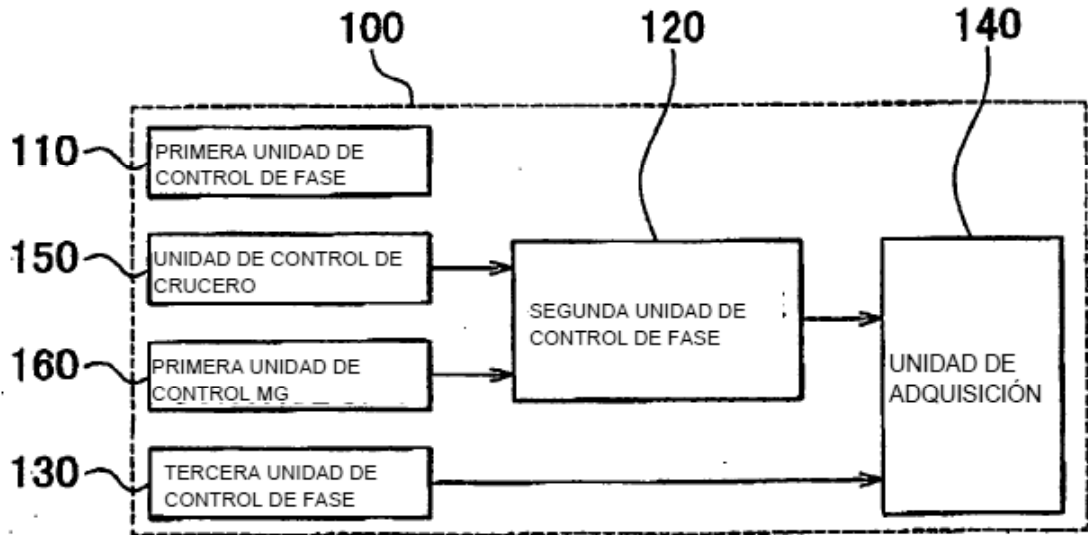 100
120
140
110
PRIMERA UNIDAD DE
CONTROL DE FASE
150
UNIDAD DE CONTROL DE
CRUCERO
SEGUNDA UNIDAD DE
CONTROL DE FASE
160
PRIMERA UNIDAD DE
CONTROL MG
UNIDAD DE
ADQUISICIÓN
130
TERCERA UNIDAD DE
CONTROL DE FASE